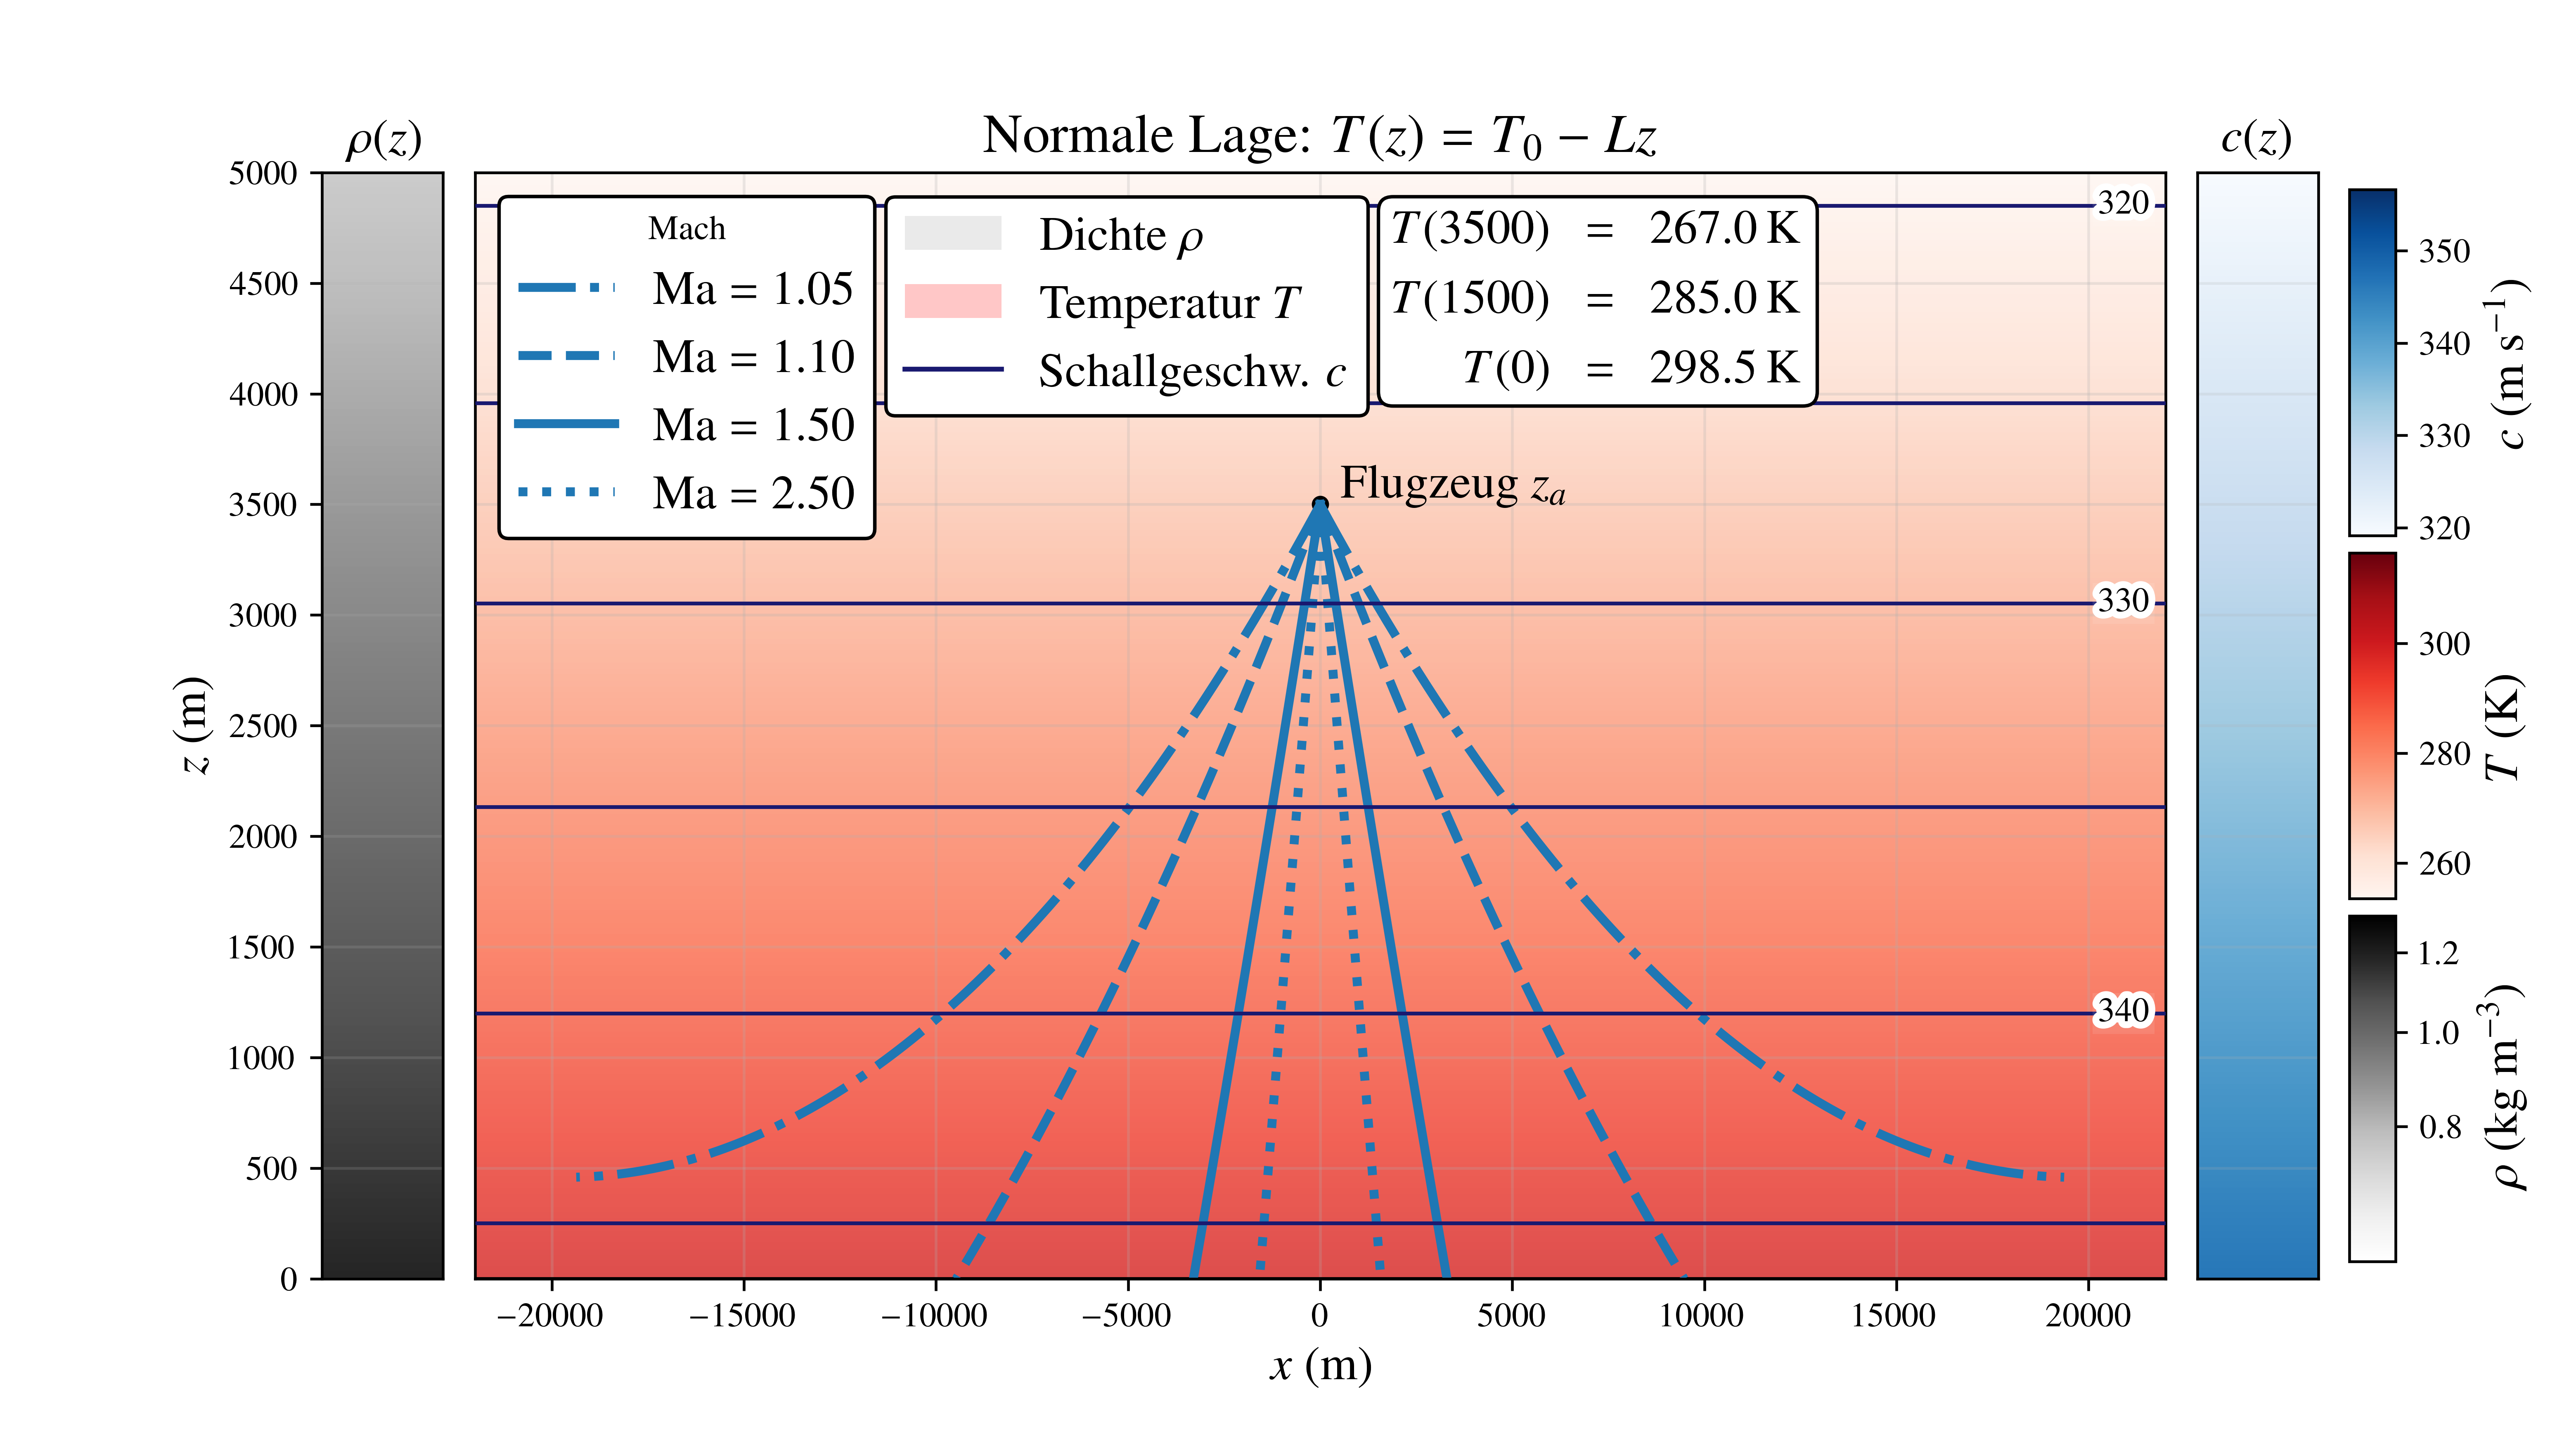 Normale Lage: T(z) = T₀ − Lz
ρ(z)
c(z)
5000
4500
4000
3500
3000
2500
2000
1500
1000
500
0
z (m)
Mach
Ma = 1.05
Ma = 1.10
Ma = 1.50
Ma = 2.50
Dichte ρ
Temperatur T
Schallgeschw. c
T(3500) = 267.0 K
T(1500) = 285.0 K
T(0) = 298.5 K
Flugzeug zₐ
320
330
340
−20000 −15000 −10000 −5000 0 5000 10000 15000 20000
x (m)
350
340
330
320
c (m s⁻¹)
300
280
260
T (K)
1.2
1.0
0.8
ρ (kg m⁻³)